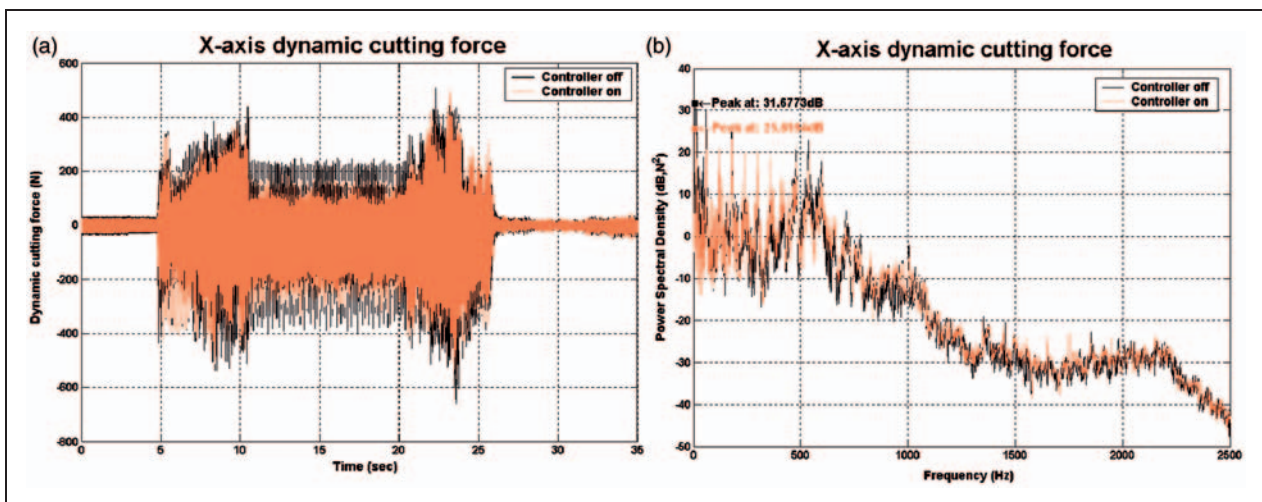 (a)
X-axis dynamic cutting force
Controller off
Controller on
600
400
200
0
-200
-400
-600
-800
Dynamic cutting force (N)
0 5 10 15 20 25 30 35
Time (sec)
(b)
X-axis dynamic cutting force
Controller off
Controller on
40
30
20
10
0
-10
-20
-30
-40
-50
Power Spectral Density (dB,N²)
←Peak at: 31.6773dB
←Peak at:
0 500 1000 1500 2000 2500
Frequency (Hz)